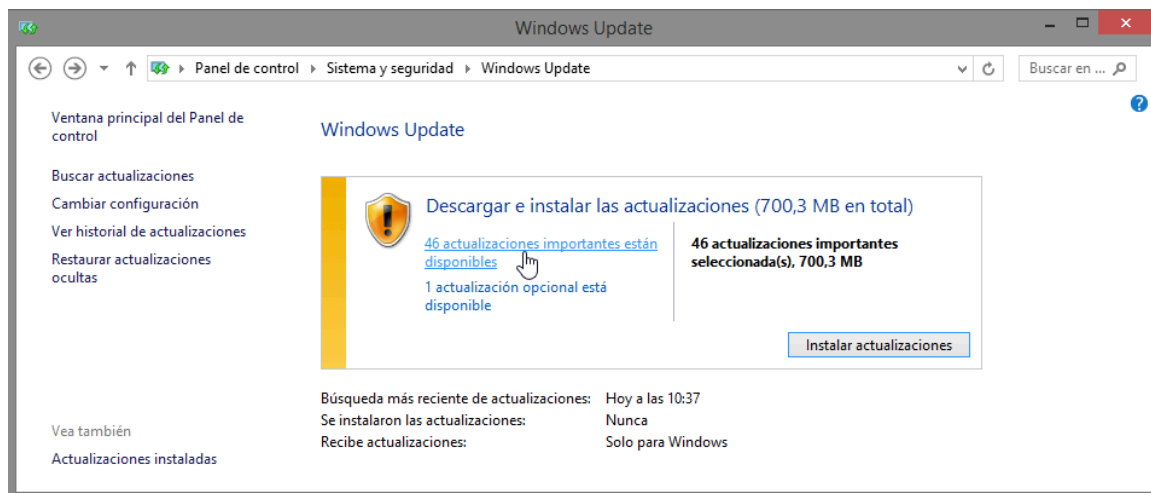 Windows Update
Panel de control Sistema y seguridad Windows Update
Buscar en ...
Ventana principal del Panel de
control
Buscar actualizaciones
Cambiar configuración
Ver historial de actualizaciones
Restaurar actualizaciones
ocultas
Vea también
Actualizaciones instaladas
Windows Update
Descargar e instalar las actualizaciones (700,3 MB en total)
46 actualizaciones importantes están
disponibles
1 actualización opcional está
disponible
46 actualizaciones importantes
seleccionada(s), 700,3 MB
Instalar actualizaciones
Búsqueda más reciente de actualizaciones: Hoy a las 10:37
Se instalaron las actualizaciones: Nunca
Recibe actualizaciones: Solo para Windows